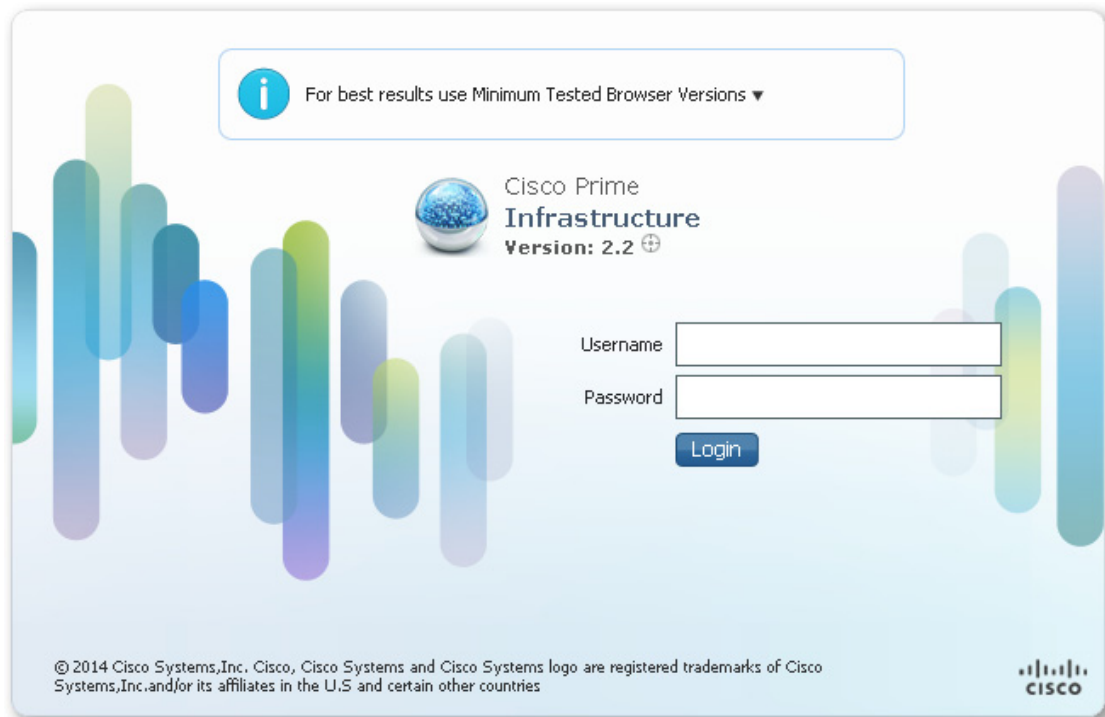 For best results use Minimum Tested Browser Versions ▼
Cisco Prime
Infrastructure
Version: 2.2
Username
Password
Login
© 2014 Cisco Systems,Inc. Cisco, Cisco Systems and Cisco Systems logo are registered trademarks of Cisco
Systems,Inc.and/or its affiliates in the U.S and certain other countries
CISCO